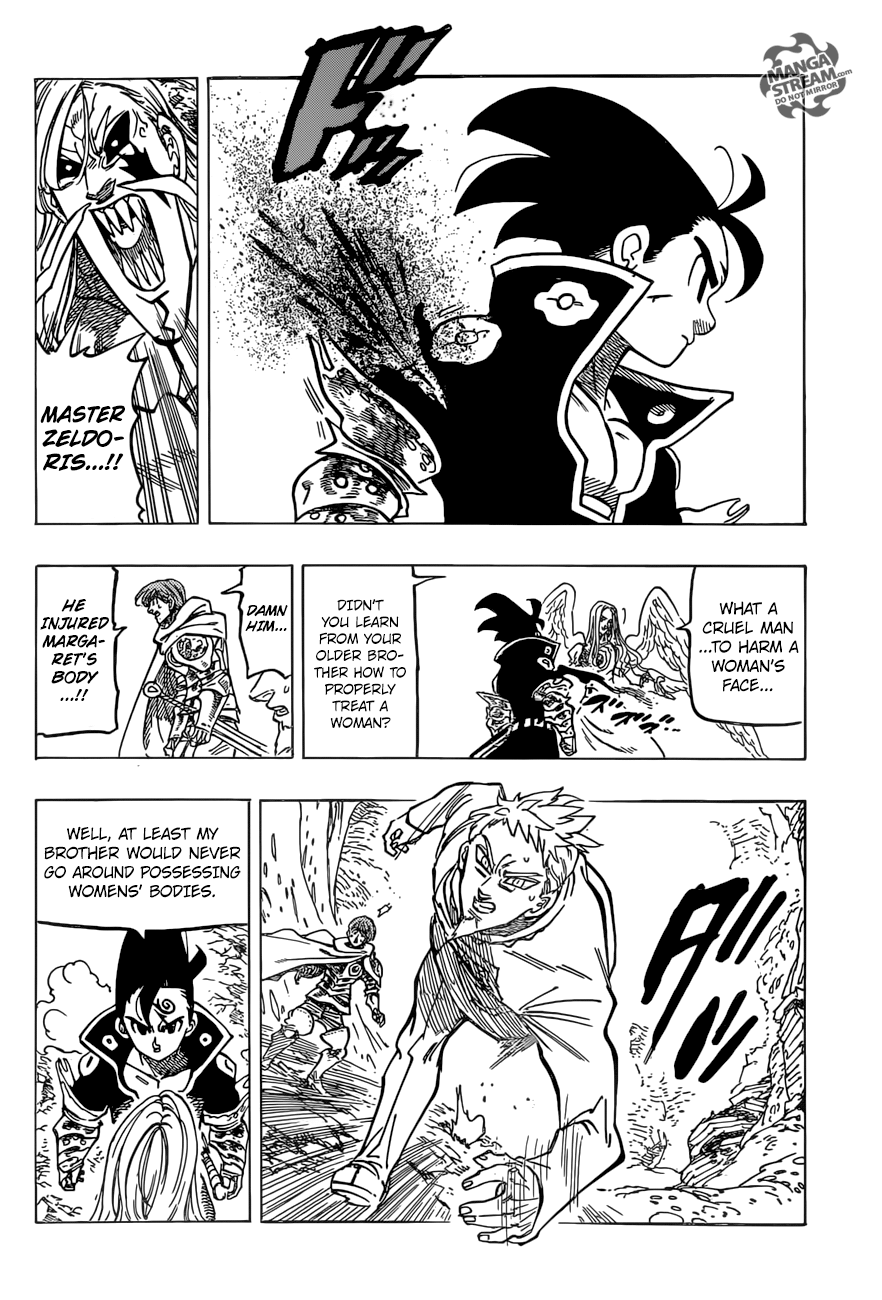 MANGA
STREAM.com
DO NOT MIRROR
MASTER
ZELDO-
RIS...!!
WHAT A
CRUEL MAN
...TO HARM A
WOMAN'S
FACE...
DIDN'T
YOU LEARN
FROM YOUR
OLDER BRO-
THER HOW TO
PROPERLY
TREAT A
WOMAN?
DAMN
HIM...
HE
INJURED
MARGA-
RET'S
BODY
...!!
ダッ
WELL, AT LEAST MY
BROTHER WOULD NEVER
GO AROUND POSSESSING
WOMENS' BODIES.